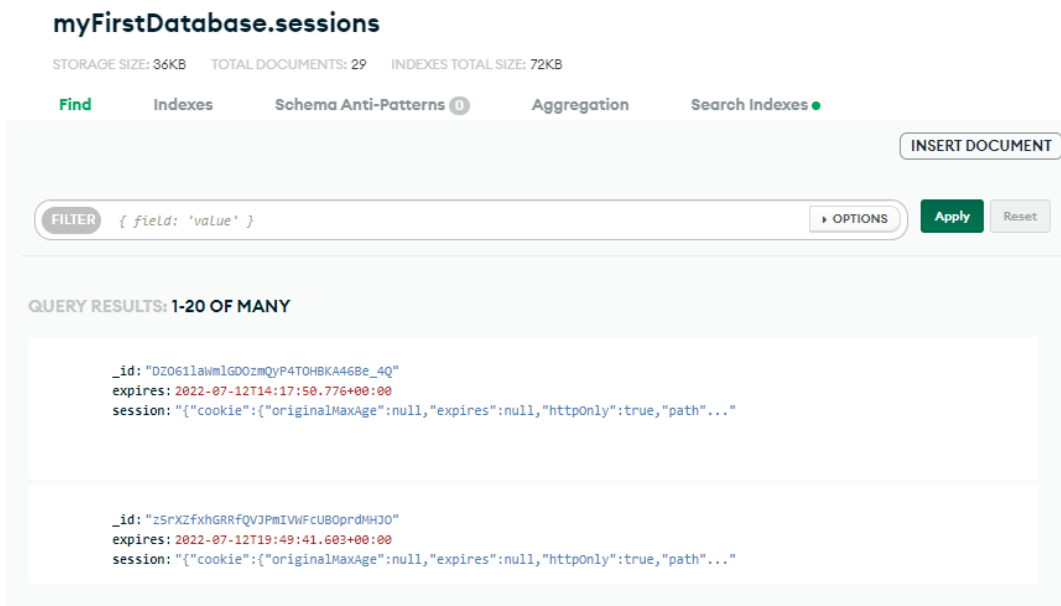 myFirstDatabase.sessions
STORAGE SIZE: 36KB TOTAL DOCUMENTS: 29 INDEXES TOTAL SIZE: 72KB
Find Indexes Schema Anti-Patterns 0 Aggregation Search Indexes
INSERT DOCUMENT
FILTER { field: 'value' } OPTIONS Apply Reset
QUERY RESULTS: 1-20 OF MANY
_id: "DZO61laWmlGDOzmQyP4TOHBKA46Be_4Q"
expires: 2022-07-12T14:17:50.776+00:00
session: "{"cookie":{"originalMaxAge":null,"expires":null,"httpOnly":true,"path"..."
_id: "z5rXZfxhGRRfQVJPmIVWFcUBOprdMHJO"
expires: 2022-07-12T19:49:41.603+00:00
session: "{"cookie":{"originalMaxAge":null,"expires":null,"httpOnly":true,"path"..."